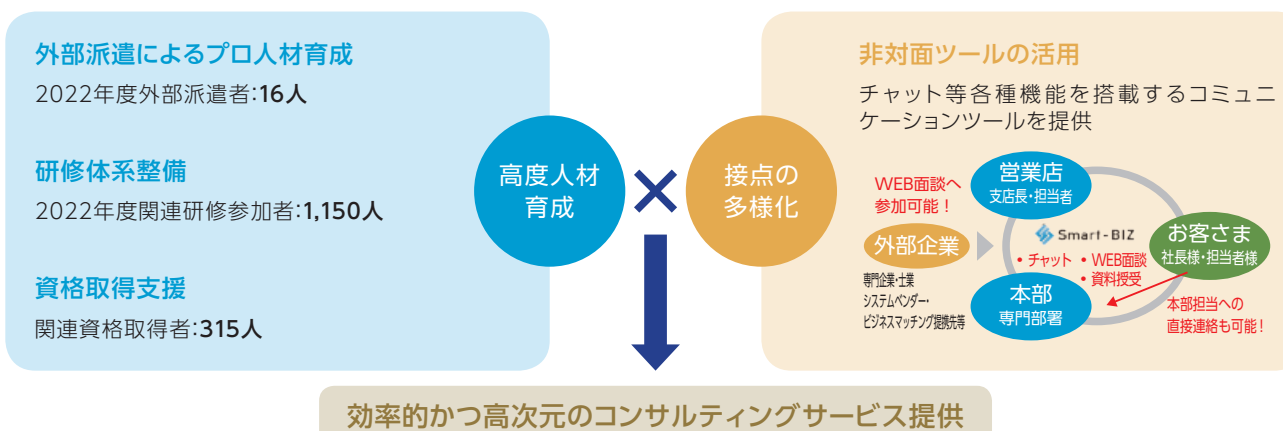 外部派遣によるプロ人材育成
2022年度外部派遣者:16人
研修体系整備
2022年度関連研修参加者:1,150人
資格取得支援
関連資格取得者:315人
高度人材
育成
×
接点の
多様化
非対面ツールの活用
チャット等各種機能を搭載するコミュニ
ケーションツールを提供
WEB面談へ
参加可能!
外部企業
専門企業・士業
システムベンダー・
ビジネスマッチング提携先等
営業店
支店長・担当者
Smart-BIZ
・チャット ・WEB面談
・資料授受
本部
専門部署
お客さま
社長様・担当者様
本部担当への
直接連絡も可能!
効率的かつ高次元のコンサルティングサービス提供